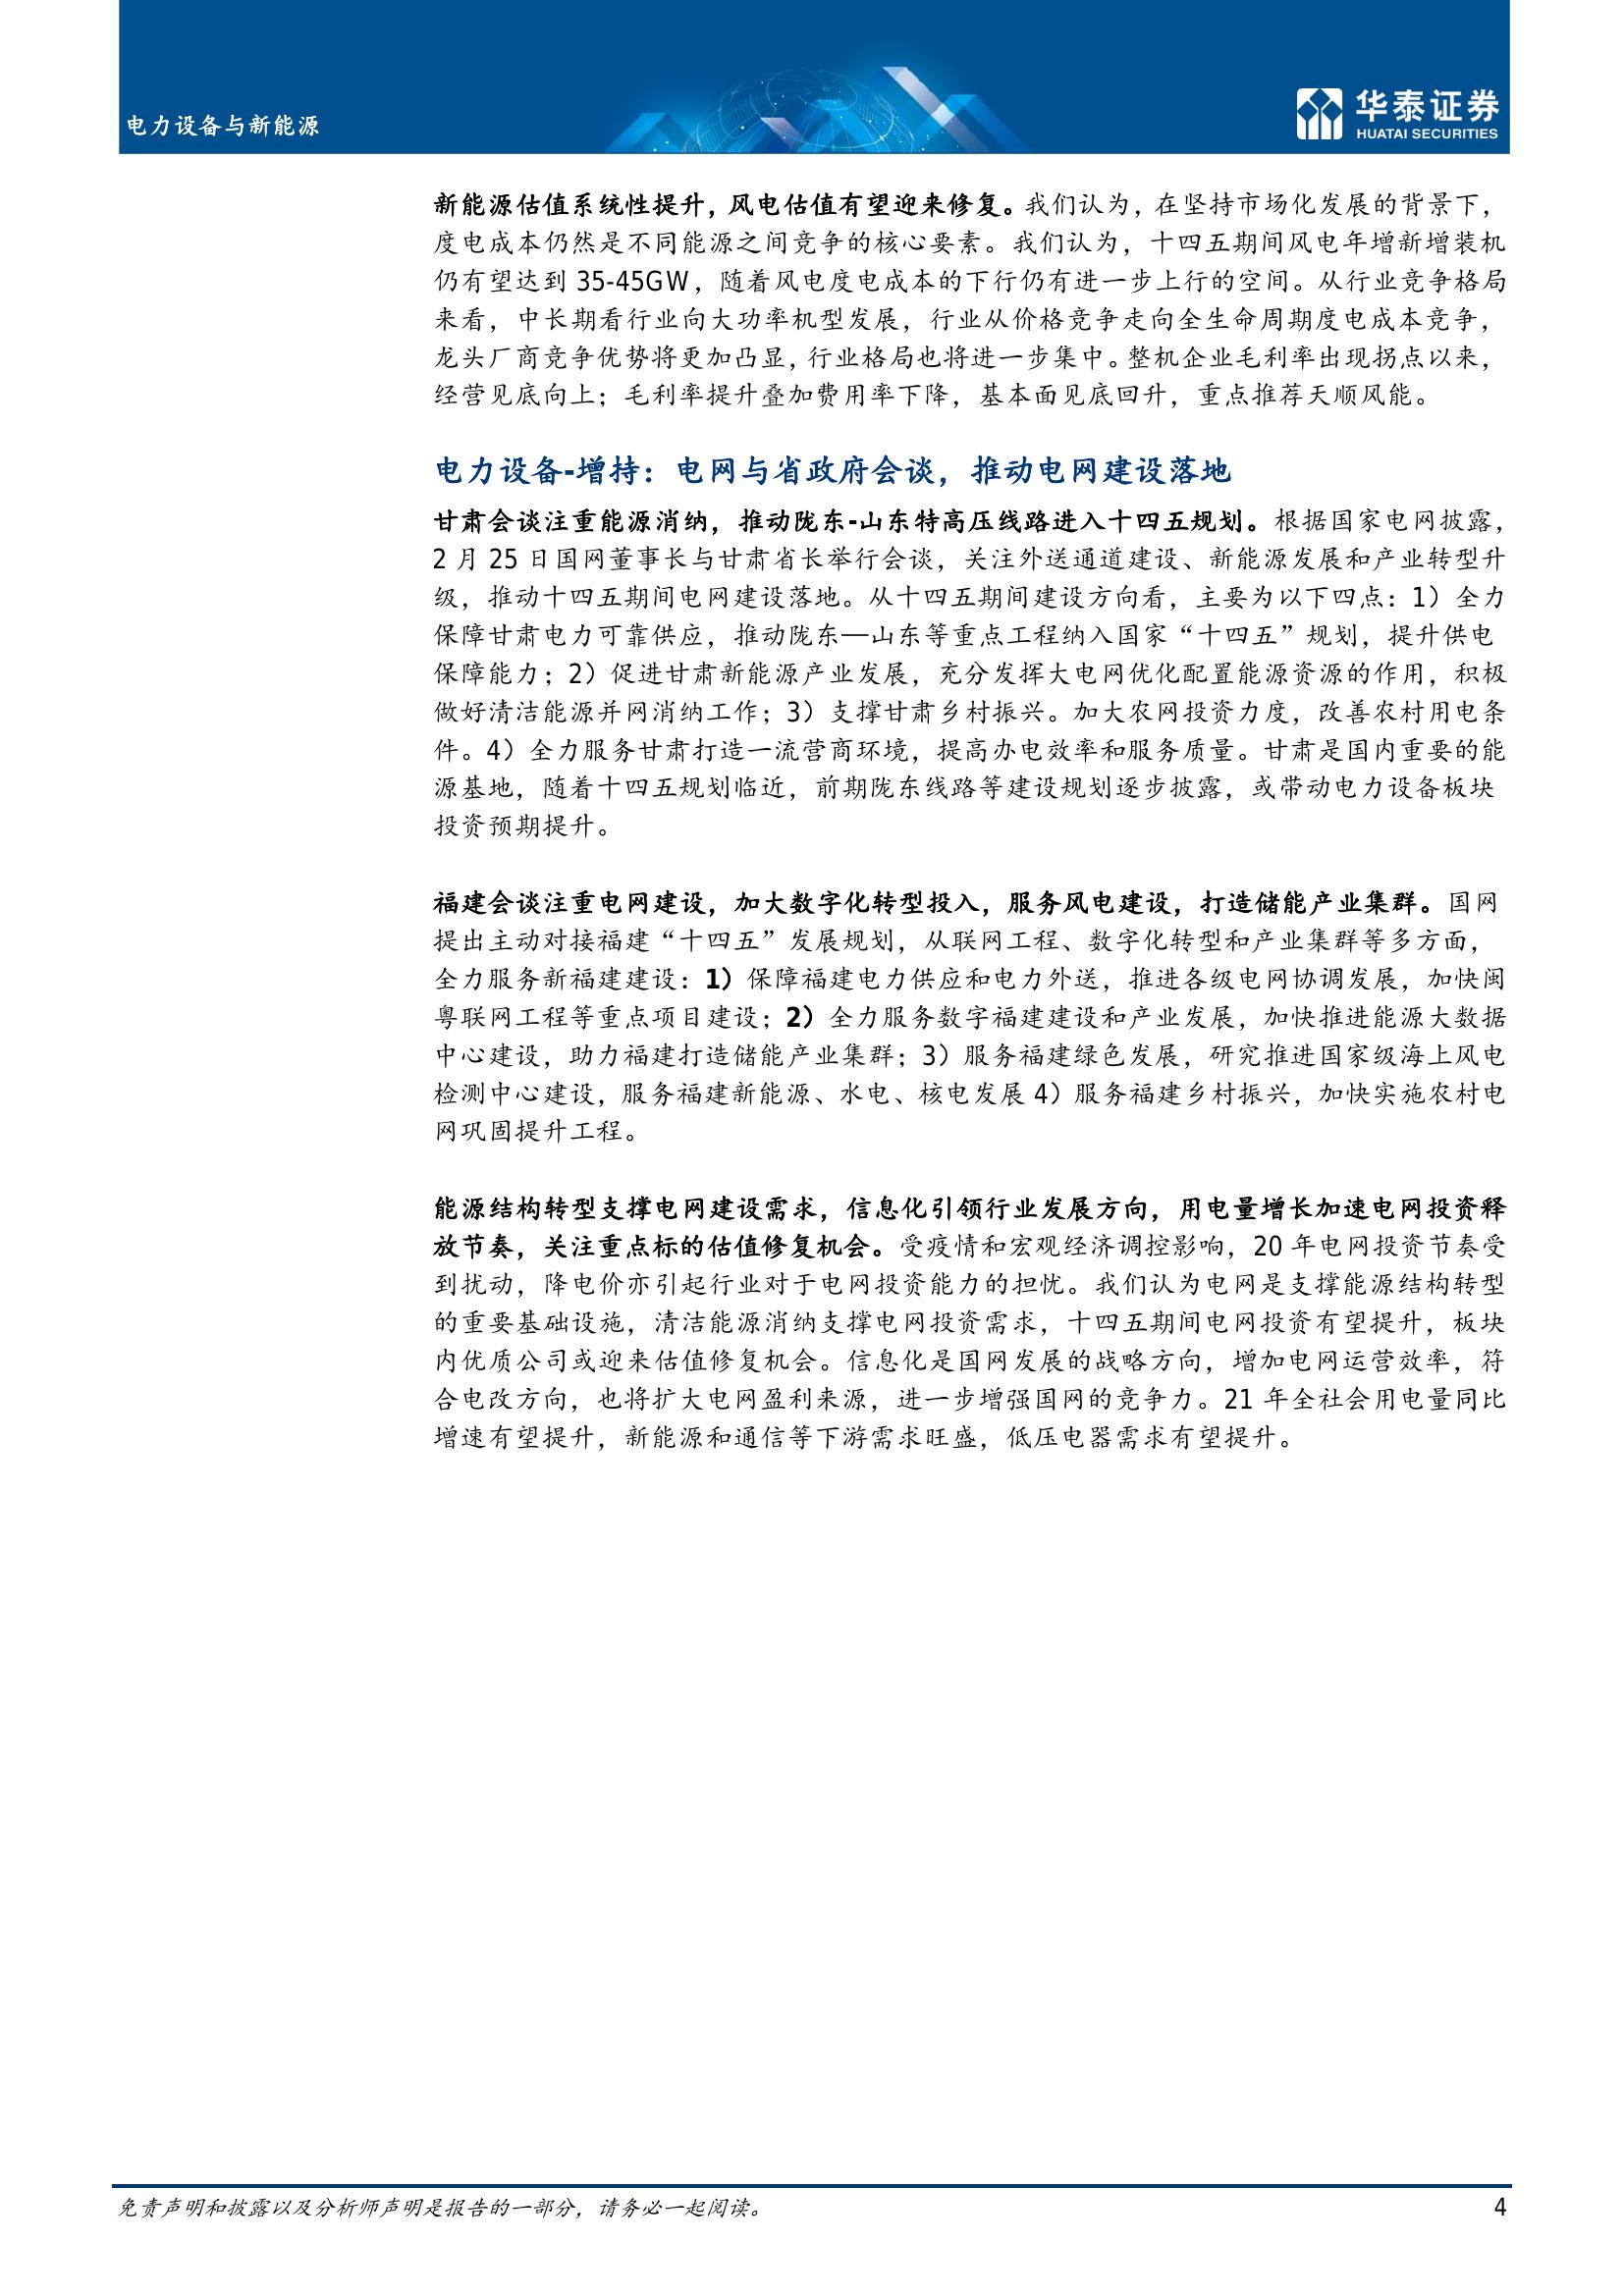 电力设备与新能源
华泰证券
HUATAI SECURITIES
新能源估值系统性提升，风电估值有望迎来修复。我们认为，在坚持市场化发展的背景下，
度电成本仍然是不同能源之间竞争的核心要素。我们认为，十四五期间风电年增新增装机
仍有望达到 35-45GW，随着风电度电成本的下行仍有进一步上行的空间。从行业竞争格局
来看，中长期看行业向大功率机型发展，行业从价格竞争走向全生命周期度电成本竞争，
龙头厂商竞争优势将更加凸显，行业格局也将进一步集中。整机企业毛利率出现拐点以来，
经营见底向上；毛利率提升叠加费用率下降，基本面见底回升，重点推荐天顺风能。
电力设备-增持：电网与省政府会谈，推动电网建设落地
甘肃会谈注重能源消纳，推动陇东-山东特高压线路进入十四五规划。根据国家电网披露，
2 月 25 日国网董事长与甘肃省长举行会谈，关注外送通道建设、新能源发展和产业转型升
级，推动十四五期间电网建设落地。从十四五期间建设方向看，主要为以下四点：1）全力
保障甘肃电力可靠供应，推动陇东—山东等重点工程纳入国家“十四五”规划，提升供电
保障能力；2）促进甘肃新能源产业发展，充分发挥大电网优化配置能源资源的作用，积极
做好清洁能源并网消纳工作；3）支撑甘肃乡村振兴。加大农网投资力度，改善农村用电条
件。4）全力服务甘肃打造一流营商环境，提高办电效率和服务质量。甘肃是国内重要的能
源基地，随着十四五规划临近，前期陇东线路等建设规划逐步披露，或带动电力设备板块
投资预期提升。
福建会谈注重电网建设，加大数字化转型投入，服务风电建设，打造储能产业集群。国网
提出主动对接福建“十四五”发展规划，从联网工程、数字化转型和产业集群等多方面，
全力服务新福建建设：1）保障福建电力供应和电力外送，推进各级电网协调发展，加快闽
粤联网工程等重点项目建设；2）全力服务数字福建建设和产业发展，加快推进能源大数据
中心建设，助力福建打造储能产业集群；3）服务福建绿色发展，研究推进国家级海上风电
检测中心建设，服务福建新能源、水电、核电发展 4）服务福建乡村振兴，加快实施农村电
网巩固提升工程。
能源结构转型支撑电网建设需求，信息化引领行业发展方向，用电量增长加速电网投资释
放节奏，关注重点标的估值修复机会。受疫情和宏观经济调控影响，20 年电网投资节奏受
到扰动，降电价亦引起行业对于电网投资能力的担忧。我们认为电网是支撑能源结构转型
的重要基础设施，清洁能源消纳支撑电网投资需求，十四五期间电网投资有望提升，板块
内优质公司或迎来估值修复机会。信息化是国网发展的战略方向，增加电网运营效率，符
合电改方向，也将扩大电网盈利来源，进一步增强国网的竞争力。21 年全社会用电量同比
增速有望提升，新能源和通信等下游需求旺盛，低压电器需求有望提升。
免责声明和披露以及分析师声明是报告的一部分，请务必一起阅读。
4